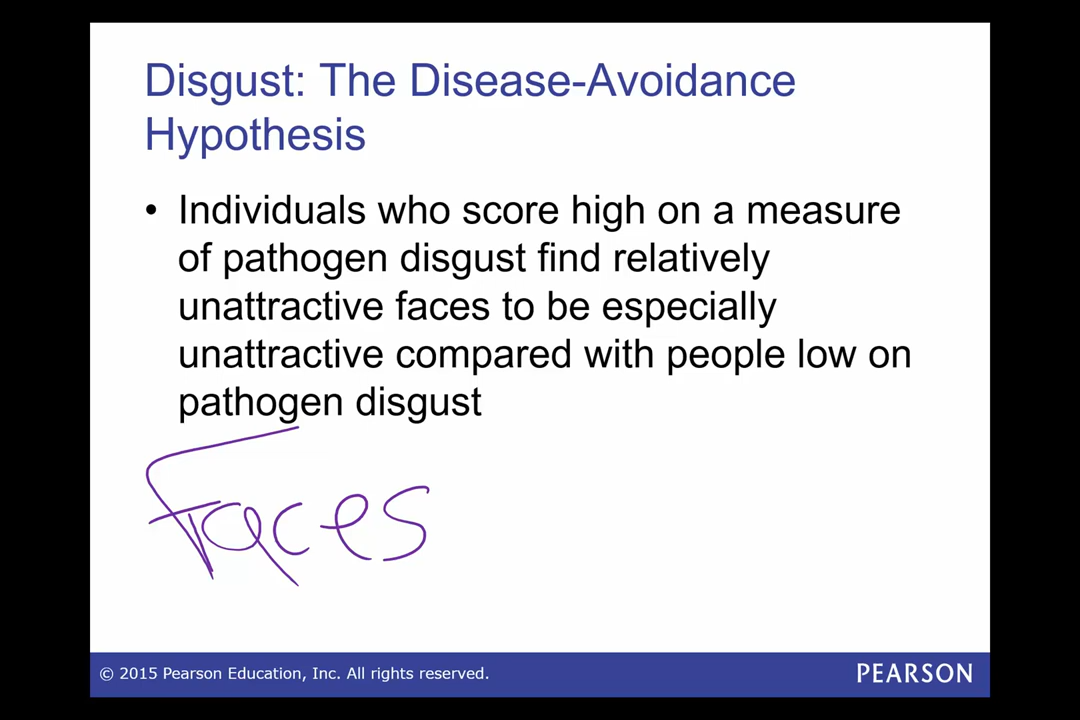 Disgust: The Disease-Avoidance
Hypothesis
• Individuals who score high on a measure
of pathogen disgust find relatively
unattractive faces to be especially
unattractive compared with people low on
pathogen disgust
Faces
© 2015 Pearson Education, Inc. All rights reserved.
PEARSON